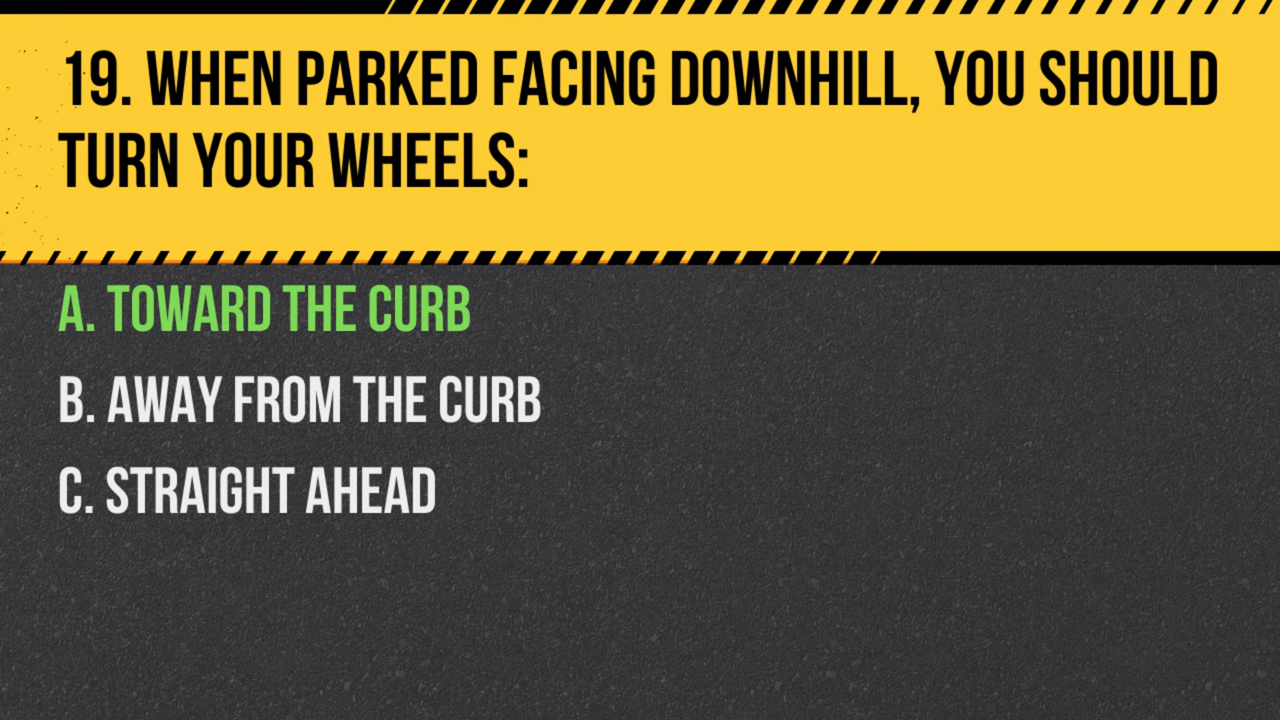 19. WHEN PARKED FACING DOWNHILL, YOU SHOULD
TURN YOUR WHEELS:
A. TOWARD THE CURB
B. AWAY FROM THE CURB
C. STRAIGHT AHEAD